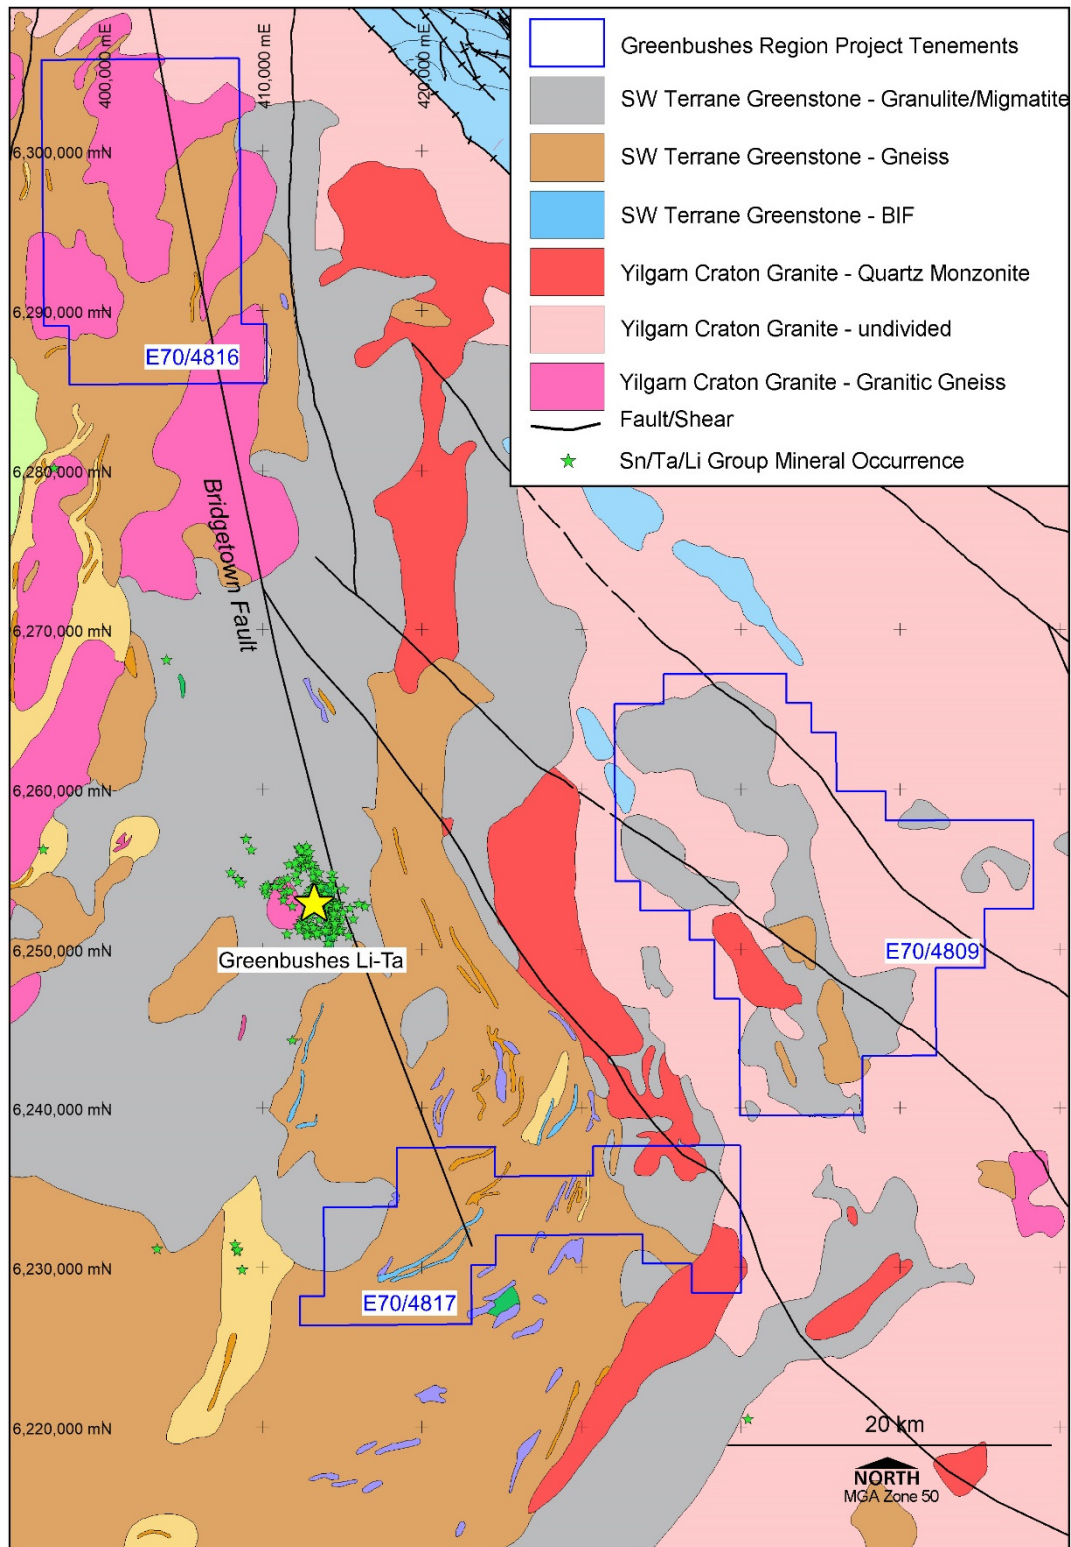 400,000 mE
410,000 mE
420,000 mE
Greenbushes Region Project Tenements
SW Terrane Greenstone - Granulite/Migmatite
SW Terrane Greenstone - Gneiss
SW Terrane Greenstone - BIF
Yilgarn Craton Granite - Quartz Monzonite
Yilgarn Craton Granite - undivided
Yilgarn Craton Granite - Granitic Gneiss
Fault/Shear
Sn/Ta/Li Group Mineral Occurrence
6,300,000 mN
6,290,000 mN
E70/4816
6,280,000 mN
Bridgetown Fault
6,270,000 mN
6,260,000 mN
6,250,000 mN
E70/4809
Greenbushes Li-Ta
6,240,000 mN
6,230,000 mN
E70/4817
6,220,000 mN
20 km
NORTH
MGA Zone 50